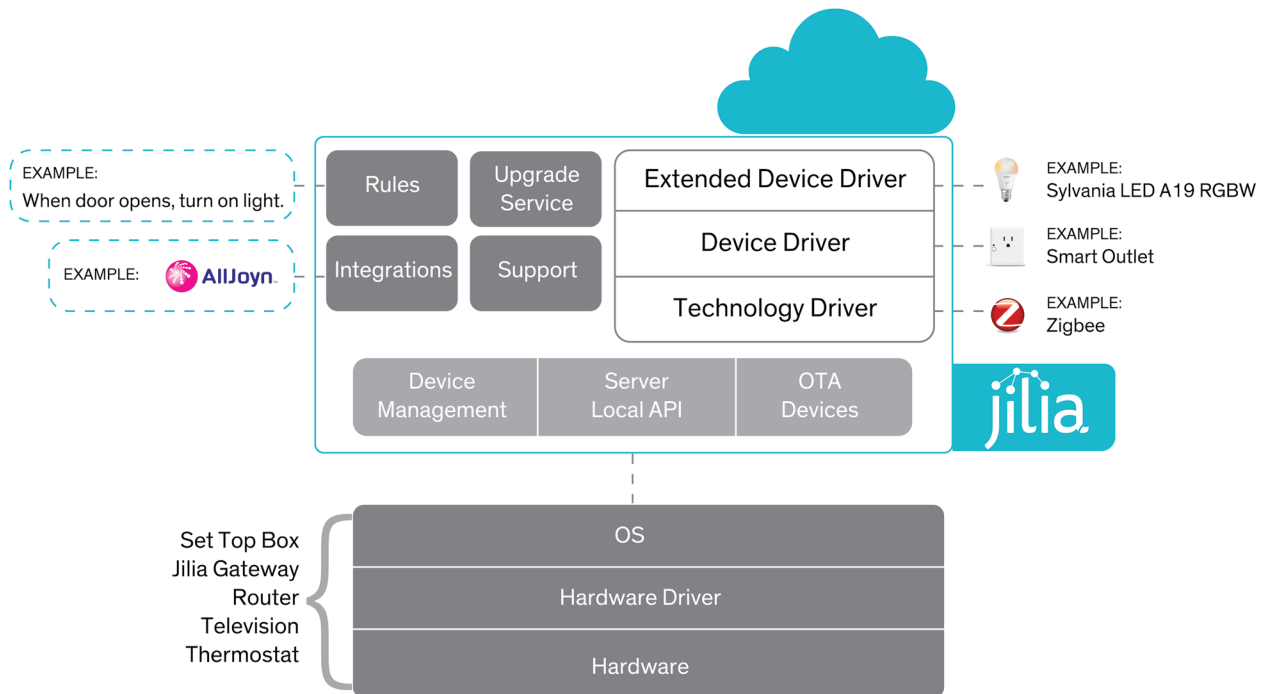 EXAMPLE:
When door opens, turn on light.
EXAMPLE:
AllJoyn™
Rules
Upgrade
Service
Integrations
Support
Extended Device Driver
Device Driver
Technology Driver
EXAMPLE:
Sylvania LED A19 RGBW
EXAMPLE:
Smart Outlet
Z
EXAMPLE:
Zigbee
Device
Management
Server
Local API
OTA
Devices
jilia
Set Top Box
Jilia Gateway
Router
Television
Thermostat
OS
Hardware Driver
Hardware